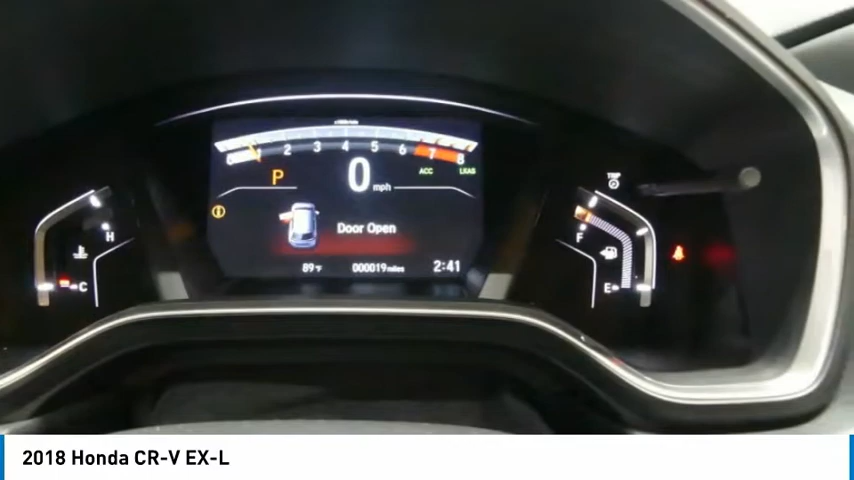 0 1 2 3 4 5 6 7 8
P 0 mph ACC LKAS
TRIP
H F
Door Open
C E
89°F 000019 miles 2:41
2018 Honda CR-V EX-L